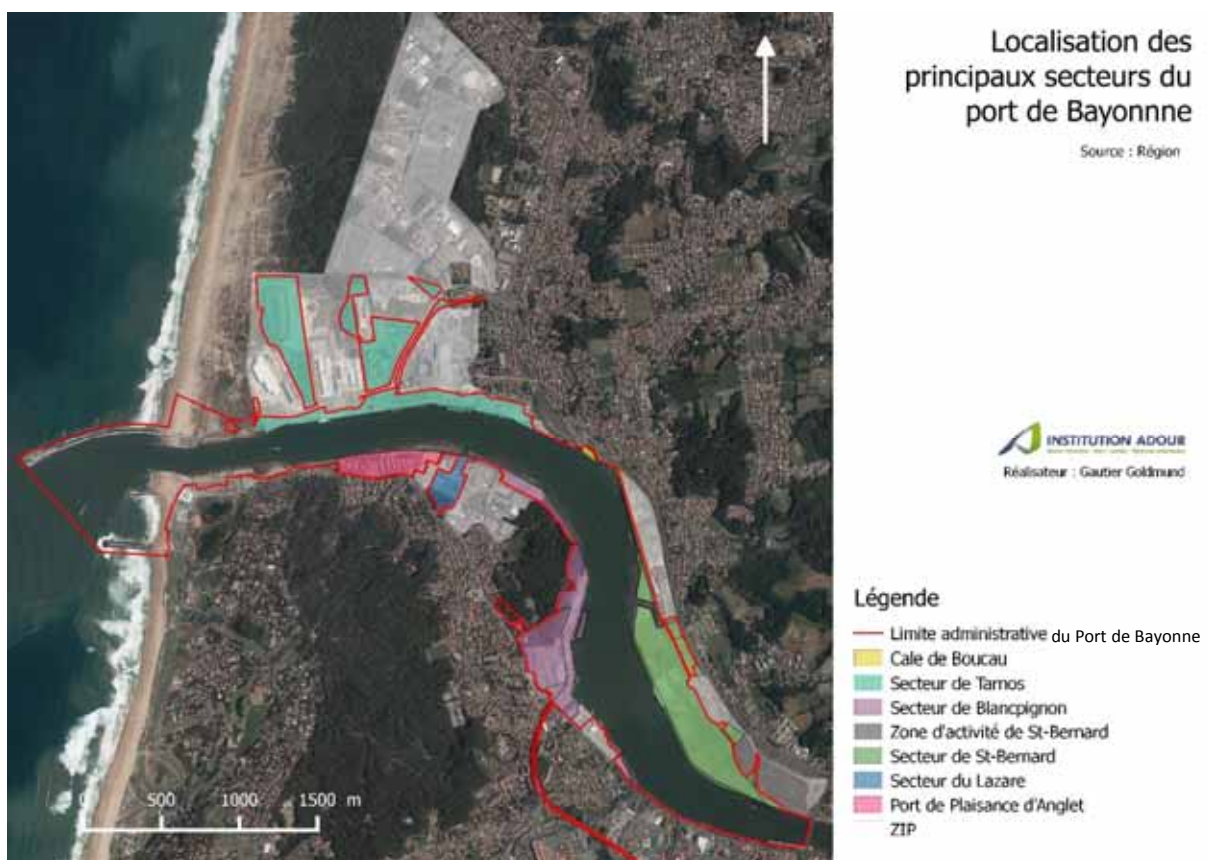 Localisation des
principaux secteurs du
port de Bayonnne
Source : Région
INSTITUTION ADOUR
Réalisateur : Gautier Goldmund
Légende
Limite administrative du Port de Bayonne
Cale de Boucau
Secteur de Tarnos
Secteur de Blancpignon
Zone d'activité de St-Bernard
Secteur de St-Bernard
Secteur du Lazare
Port de Plaisance d'Anglet
ZIP
0 500 1000 1500 m